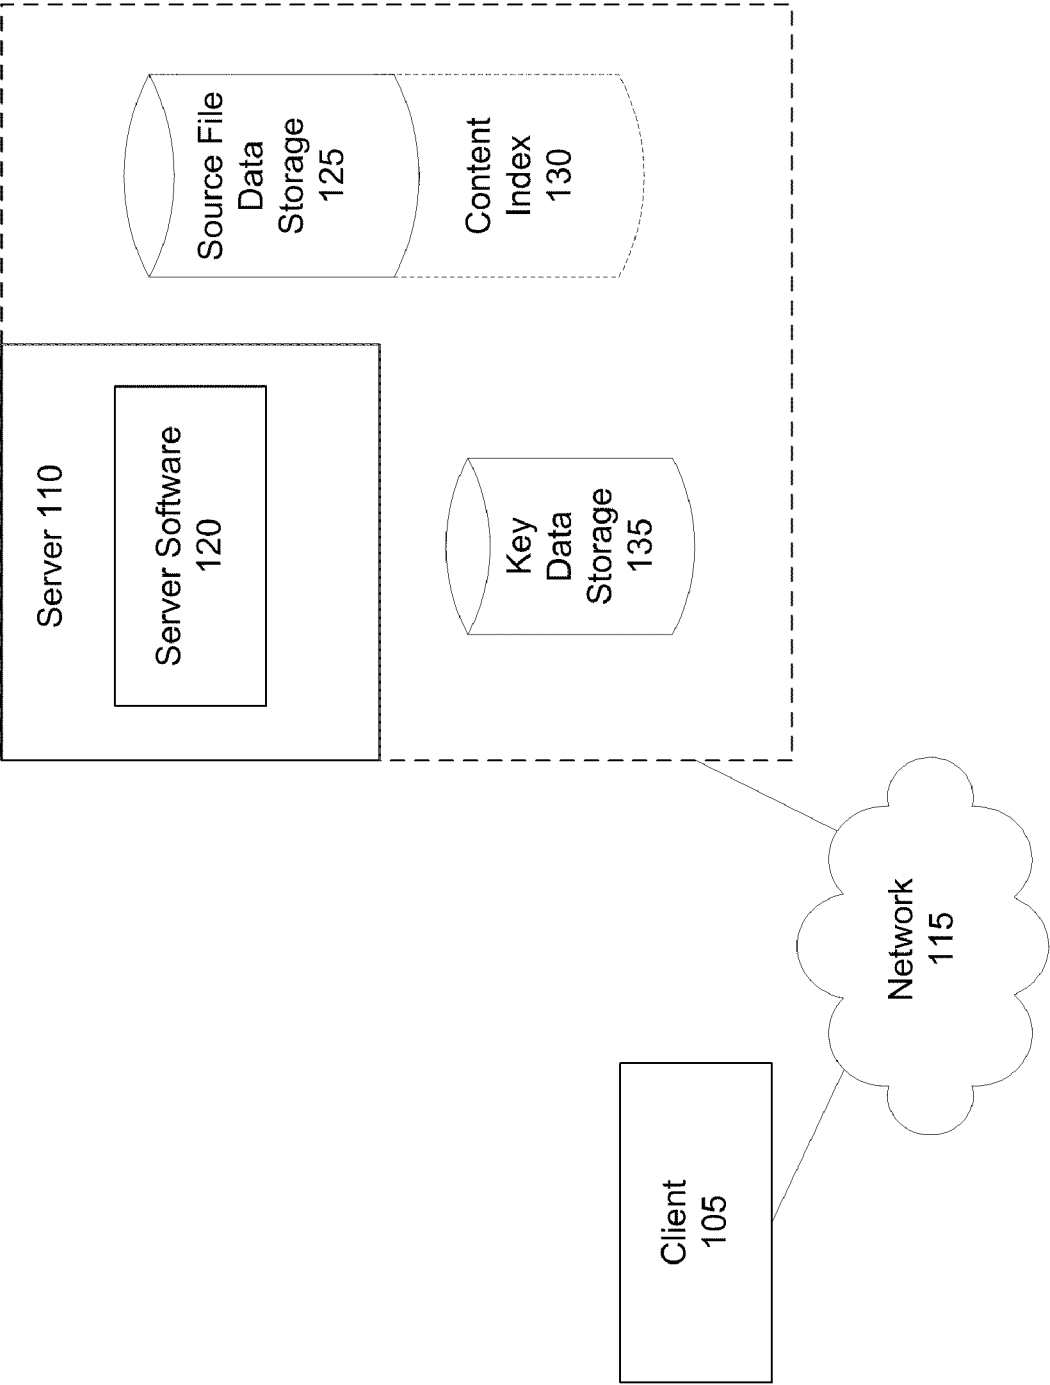 Server 110
Server Software
120
Source File
Data
Storage
125
Content
Index
130
Key
Data
Storage
135
Client
105
Network
115